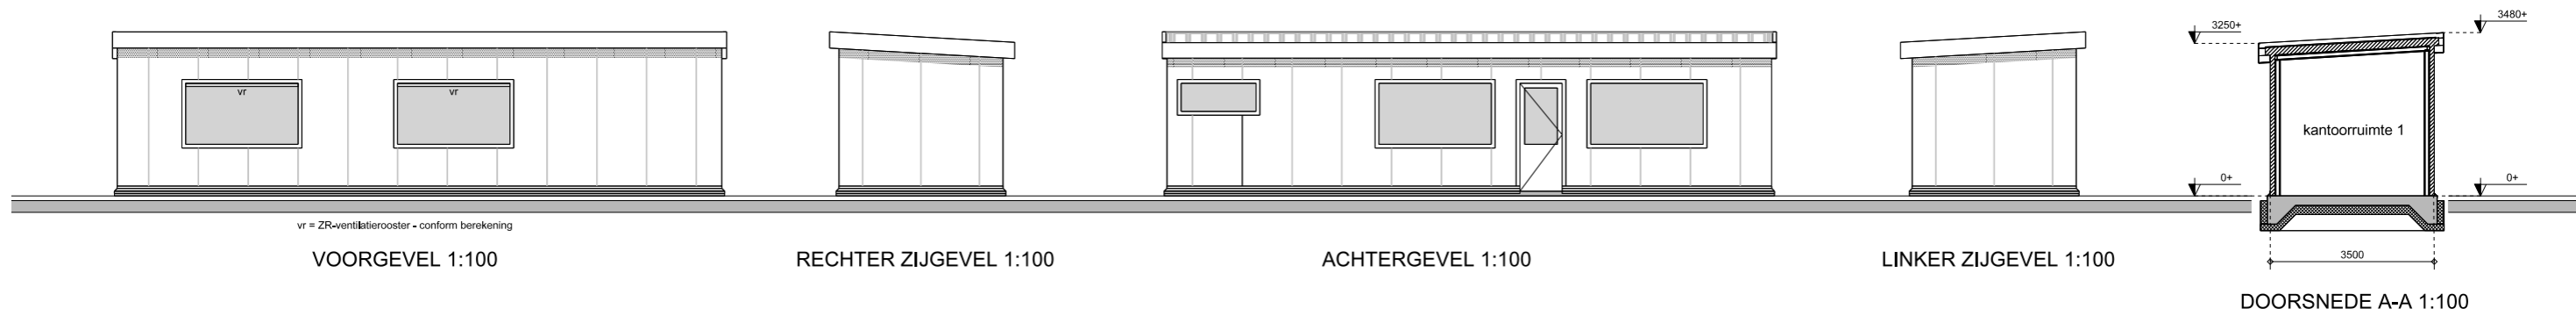 vr
vr
vr = ZR-ventilatierooster - conform berekening
VOORGEVEL 1:100
RECHTER ZIJGEVEL 1:100
ACHTERGEVEL 1:100
LINKER ZIJGEVEL 1:100
3250+
3480+
kantoorruimte 1
0+
0+
3500
DOORSNEDE A-A 1:100